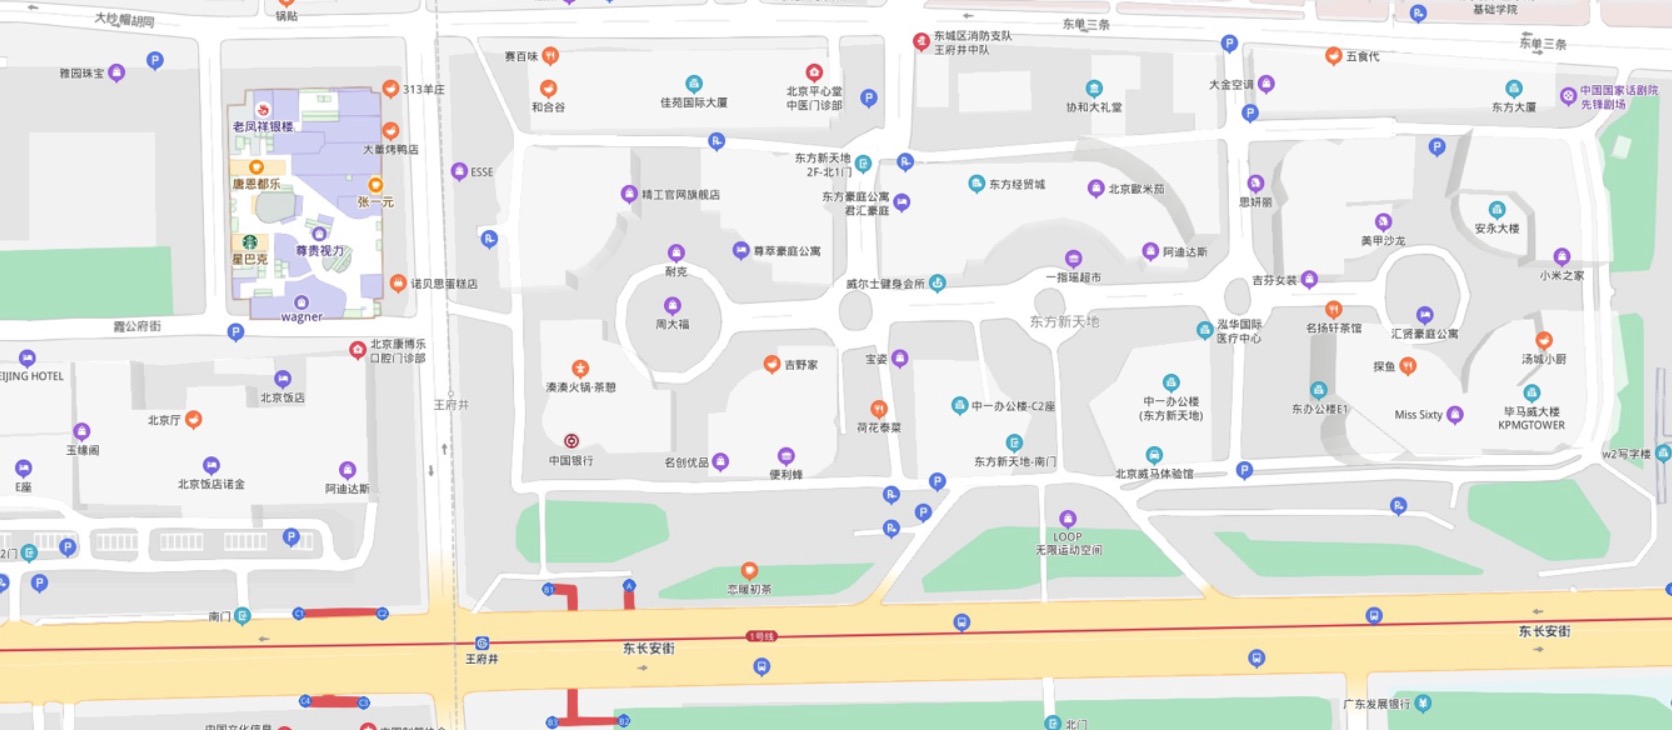 大纱帽胡同
锅贴
东单三条
基础学院
东单三条
雅园珠宝
P
313羊庄
大董烤鸭店
老凤祥银楼
唐恩都乐
张一元
尊贵视力
星巴克
wagner
诺贝思蛋糕店
霞公府街
P
赛百味
和合谷
佳苑国际大厦
北京平心堂
中医门诊部
P
东城区消防支队
王府井中队
协和大礼堂
P
大金空调
P
五食代
东方大厦
中国国家话剧院
先锋剧场
ESSE
精工官网旗舰店
东方新天地
2F-北1门
东方豪庭公寓
君汇豪庭
东方经贸城
北京歐米茄
思妍丽
P
美甲沙龙
安永大楼
小米之家
耐克
尊萃豪庭公寓
周大福
威尔士健身会所
一指瑶超市
阿迪达斯
吉芬女装
东方新天地
泓华国际
医疗中心
名扬轩茶馆
汇贤豪庭公寓
汤城小厨
EIJING HOTEL
北京康博乐
口腔门诊部
北京饭店
北京厅
玉缘阁
E座
北京饭店诺金
阿迪达斯
王府井
湊湊火锅·茶憩
吉野家
宝姿
荷花泰菜
中一办公楼-C2座
中一办公楼
(东方新天地)
探鱼
东办公楼E1
Miss Sixty
毕马威大楼
KPMGTOWER
中国银行
名创优品
便利蜂
东方新天地-南门
北京威马体验馆
P
w2写字楼
P
P
LOOP
无限运动空间
2门
P
P
P
恋暖初茶
B1
A
南门
C1
C2
王府井
1号线
东长安街
东长安街
C4
C3
B3
B2
北门
广东发展银行